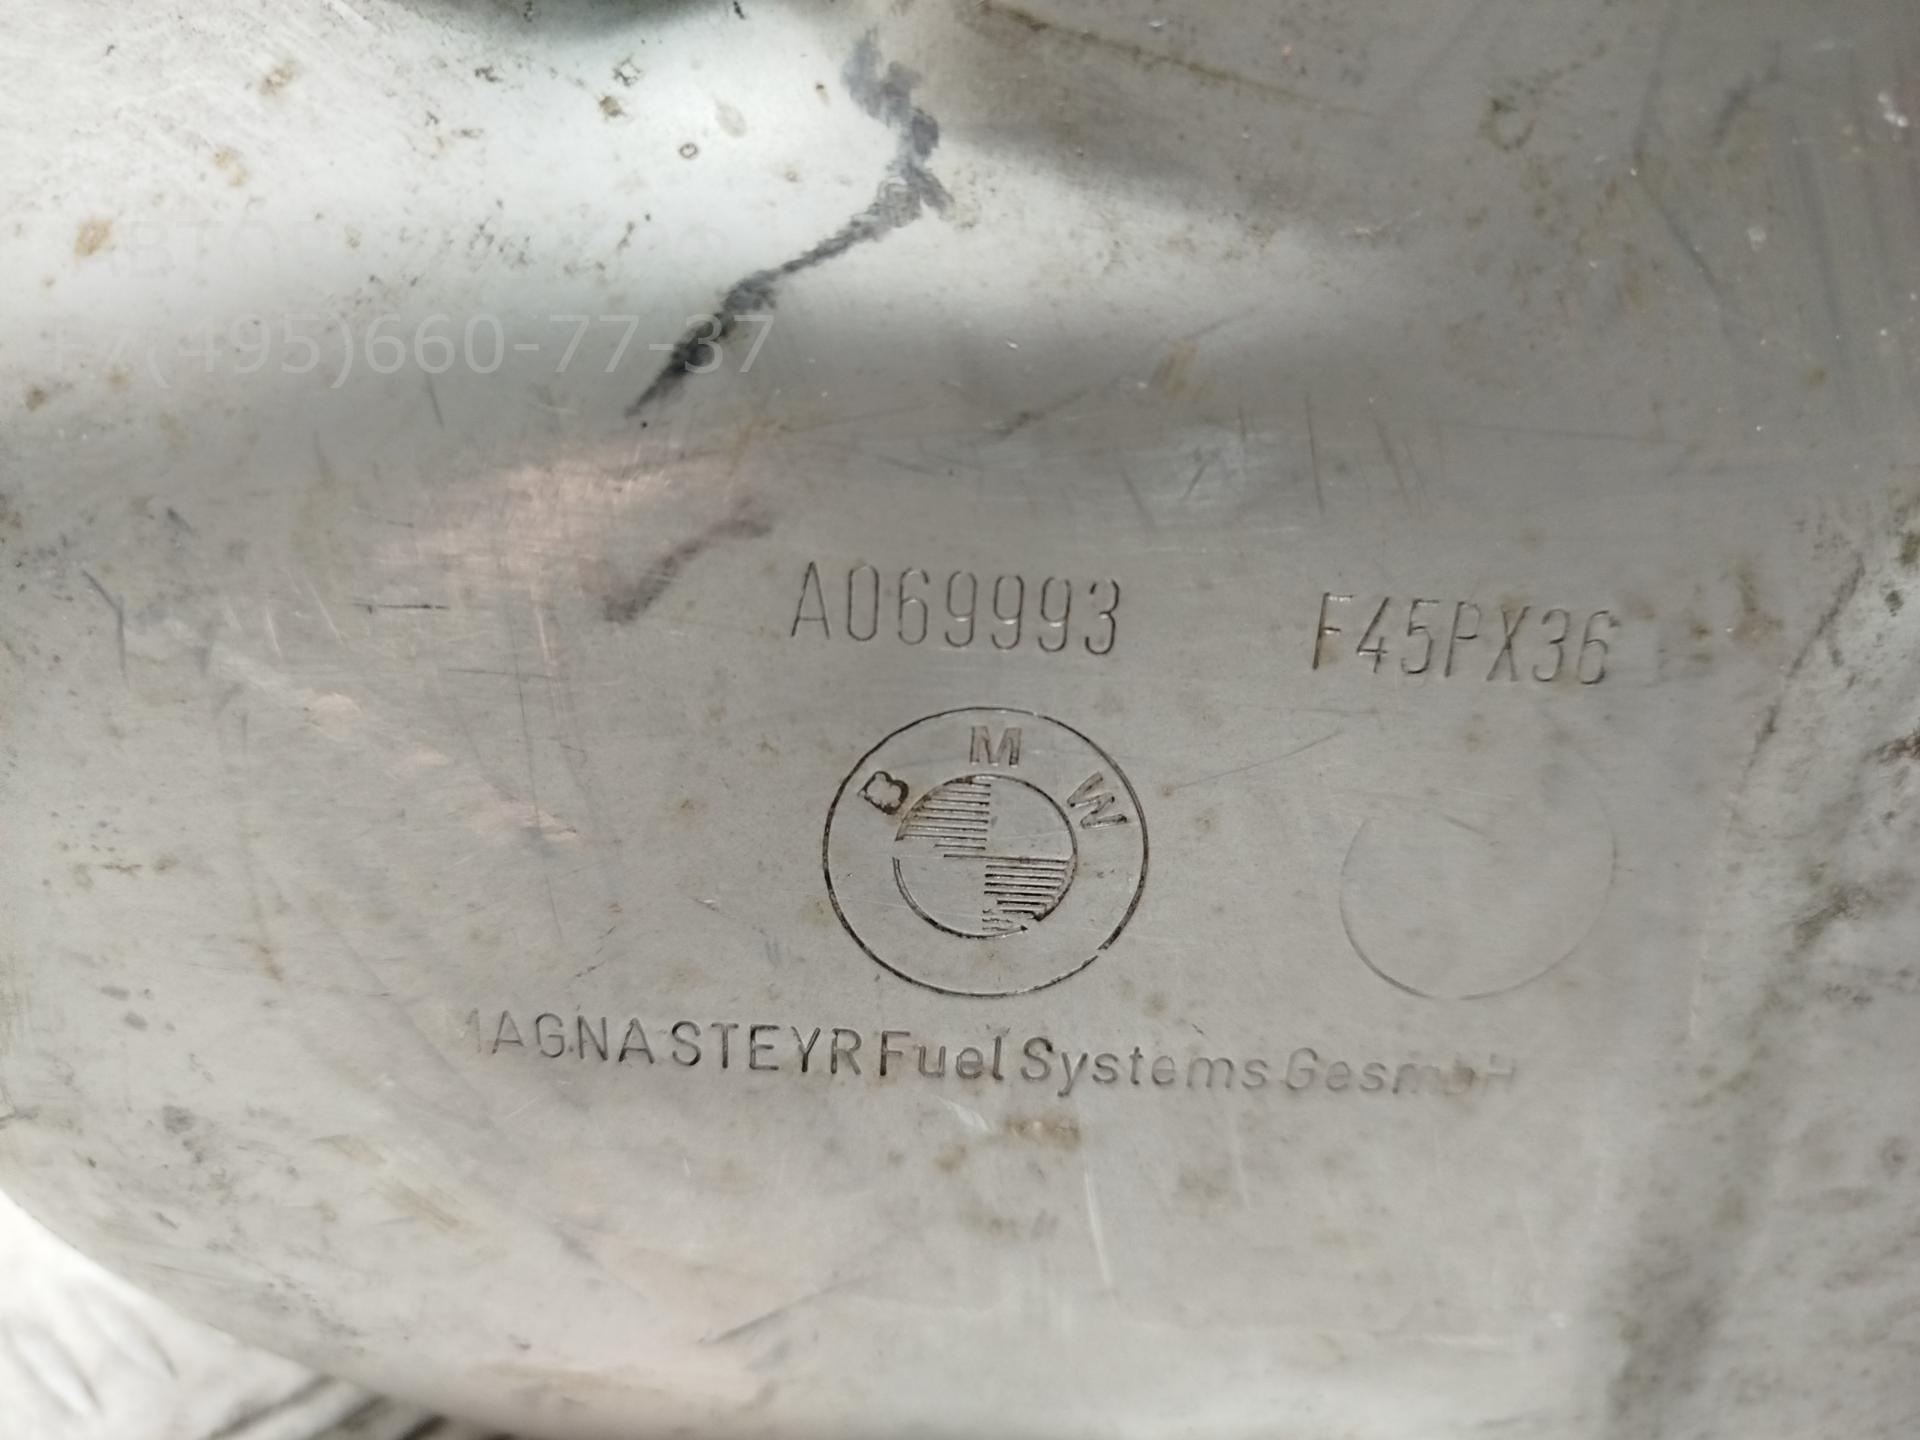 +7(495)660-77-37
A069993 F45PX36
BMW
MAGNA STEYR Fuel Systems GesmbH